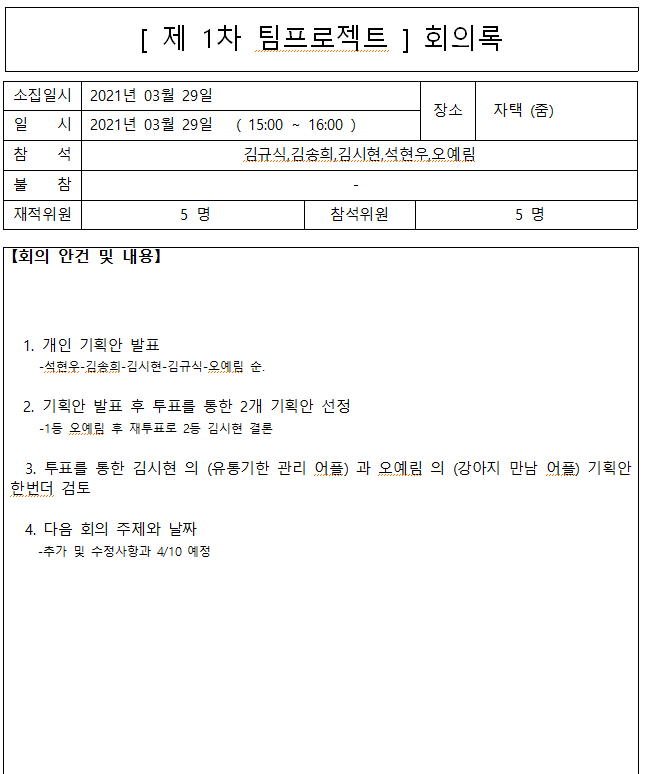 [ 제 1차 팀프로젝트 ] 회의록
소집일시 2021년 03월 29일
장소 자택 (줌)
일 시 2021년 03월 29일 ( 15:00 ~ 16:00 )
참 석 김규식,김송희,김시현,석현우,오예림
불 참 -
재적위원 5 명 참석위원 5 명
【회의 안건 및 내용】
1. 개인 기획안 발표
-석현우-김송희-김시현-김규식-오예림 순.
2. 기획안 발표 후 투표를 통한 2개 기획안 선정
-1등 오예림 후 재투표로 2등 김시현 결론
3. 투표를 통한 김시현 의 (유통기한 관리 어플) 과 오예림 의 (강아지 만남 어플) 기획안
한번더 검토
4. 다음 회의 주제와 날짜
-추가 및 수정사항과 4/10 예정